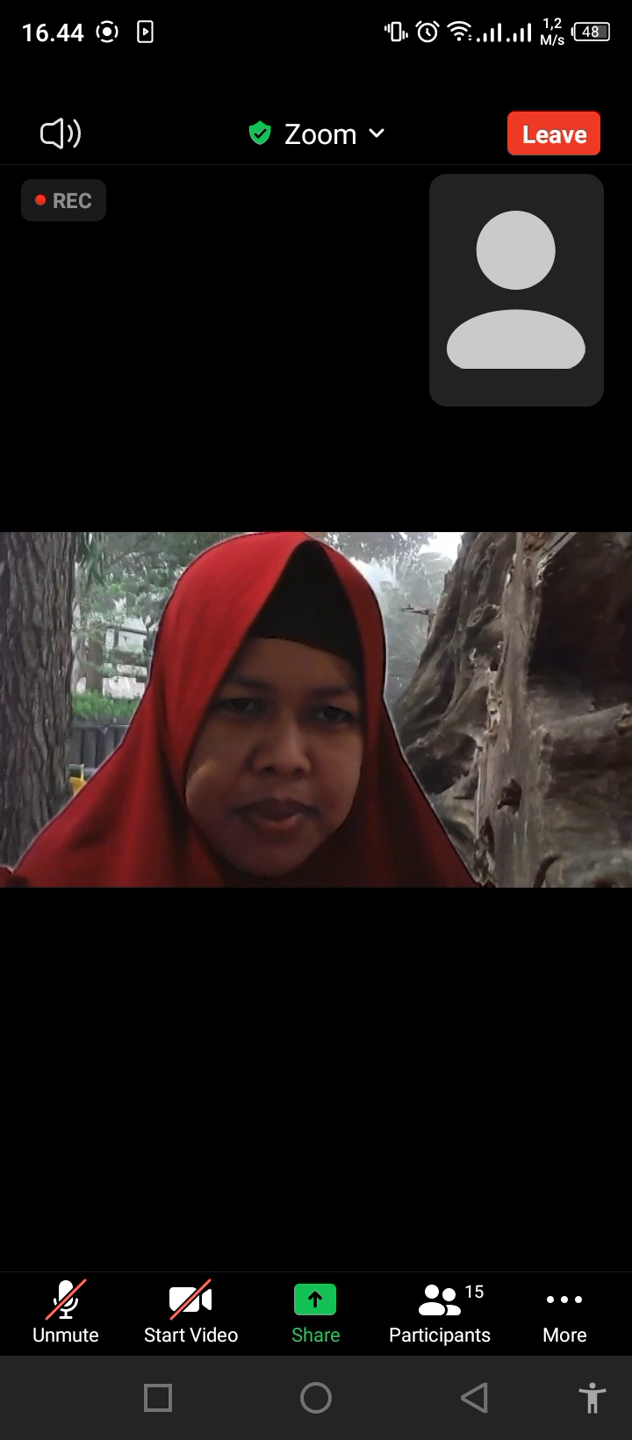 16.44
1,2
M/s
48
Zoom
Leave
REC
15
Unmute
Start Video
Share
Participants
More